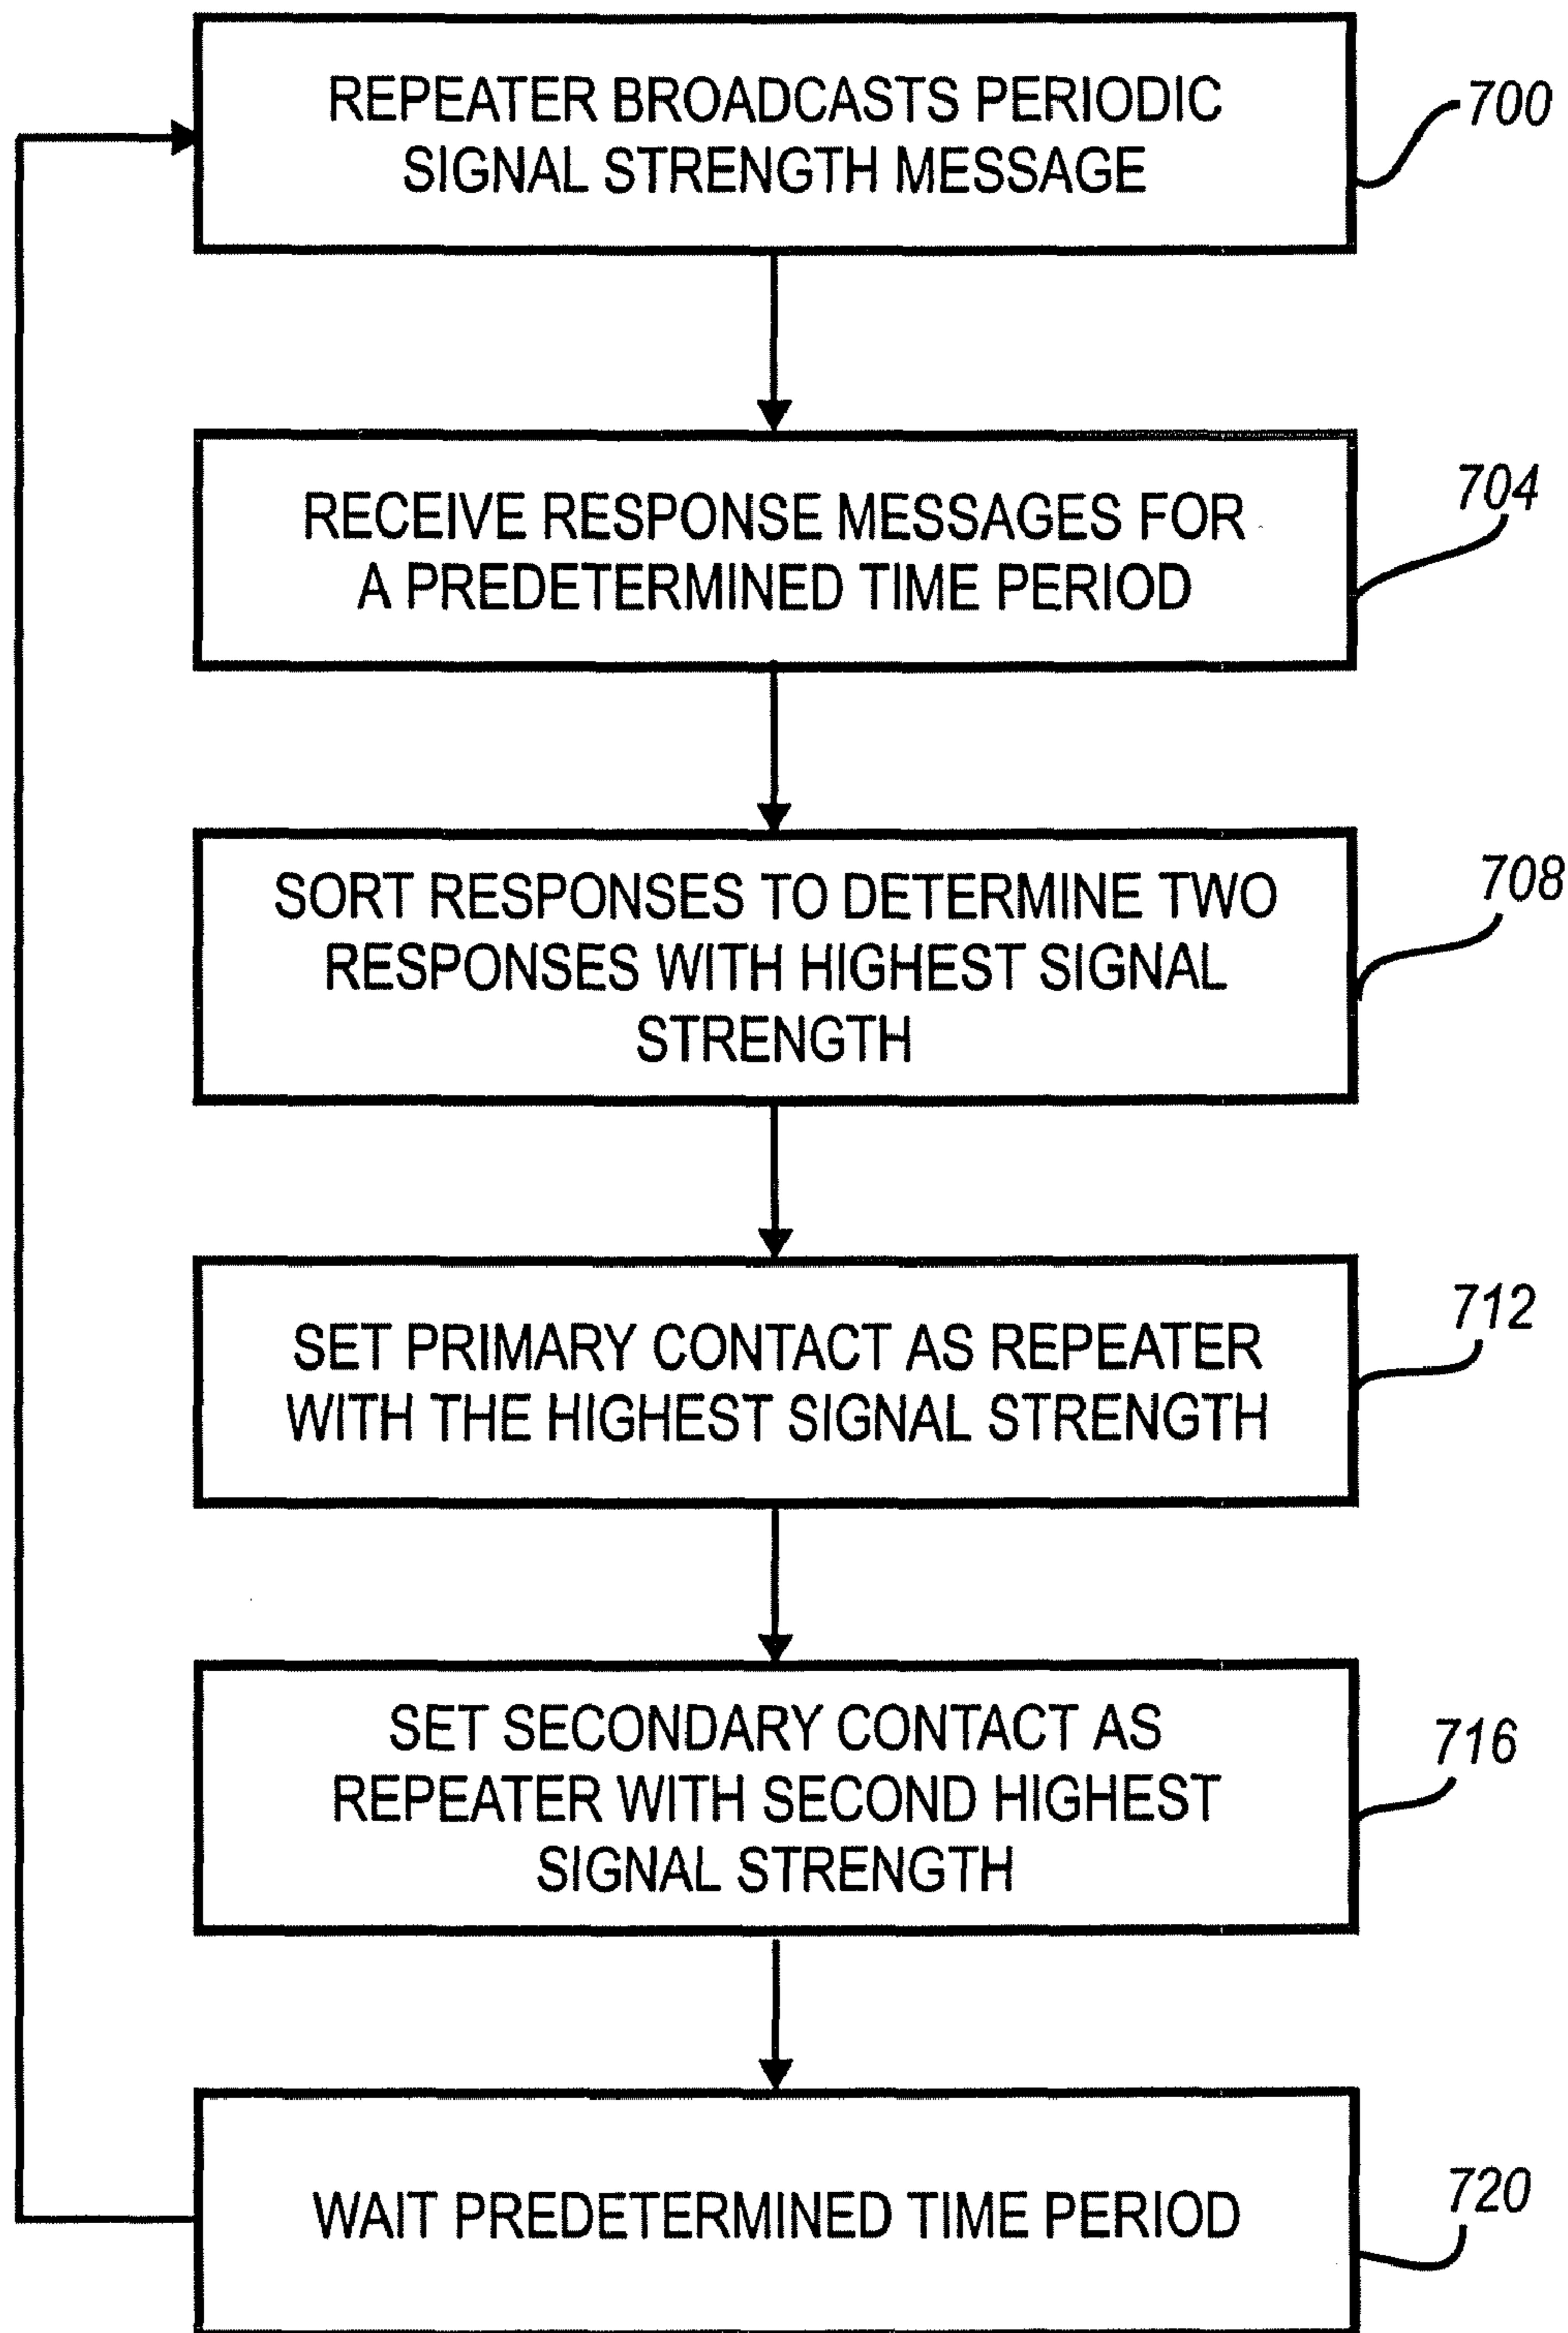 REPEATER BROADCASTS PERIODIC
SIGNAL STRENGTH MESSAGE
700
RECEIVE RESPONSE MESSAGES FOR
A PREDETERMINED TIME PERIOD
704
SORT RESPONSES TO DETERMINE TWO
RESPONSES WITH HIGHEST SIGNAL
STRENGTH
708
SET PRIMARY CONTACT AS REPEATER
WITH THE HIGHEST SIGNAL STRENGTH
712
SET SECONDARY CONTACT AS
REPEATER WITH SECOND HIGHEST
SIGNAL STRENGTH
716
WAIT PREDETERMINED TIME PERIOD
720